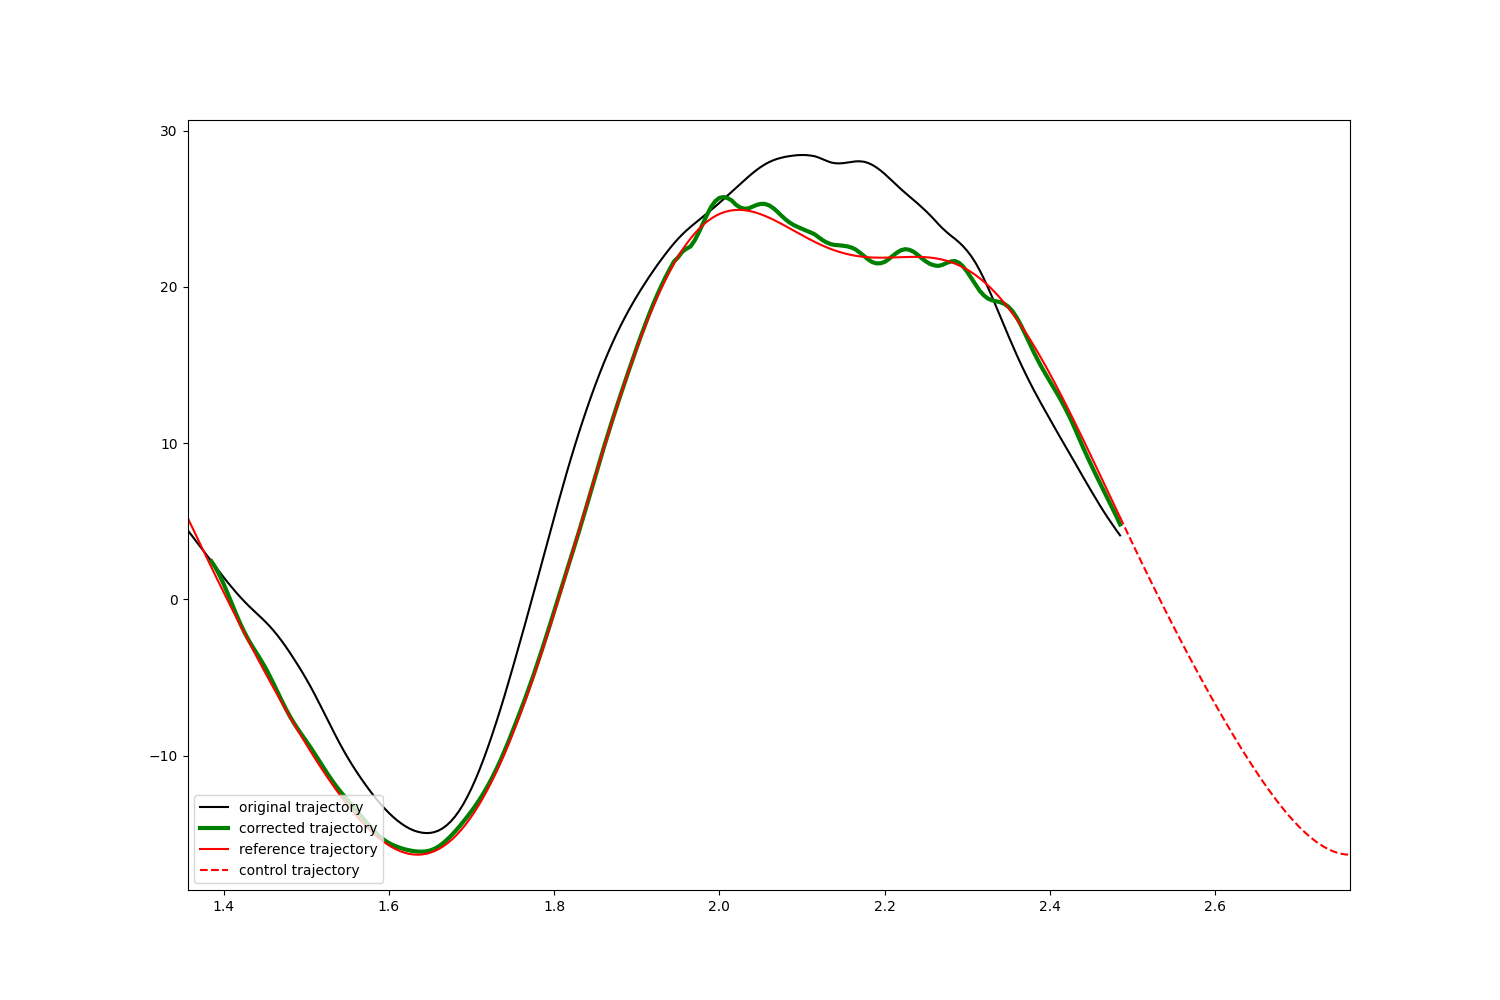 30
20
10
0
−10
original trajectory
corrected trajectory
reference trajectory
control trajectory
1.4 1.6 1.8 2.0 2.2 2.4 2.6